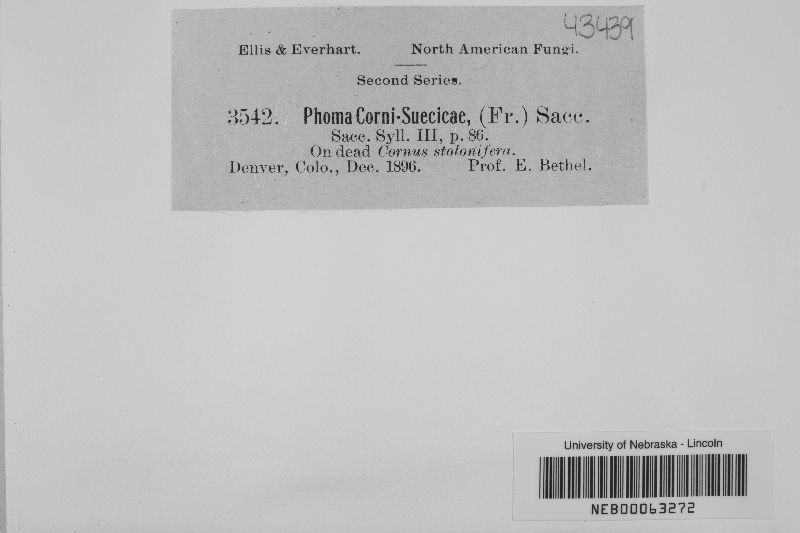 43439
Ellis & Everhart. North American Fungi.
Second Series.
3542. Phoma Corni-Suecicae, (Fr.) Sacc.
Sacc. Syll. III, p. 86.
On dead Cornus stolonifera.
Denver, Colo., Dec. 1896. Prof. E. Bethel.
University of Nebraska - Lincoln
NEB00063272